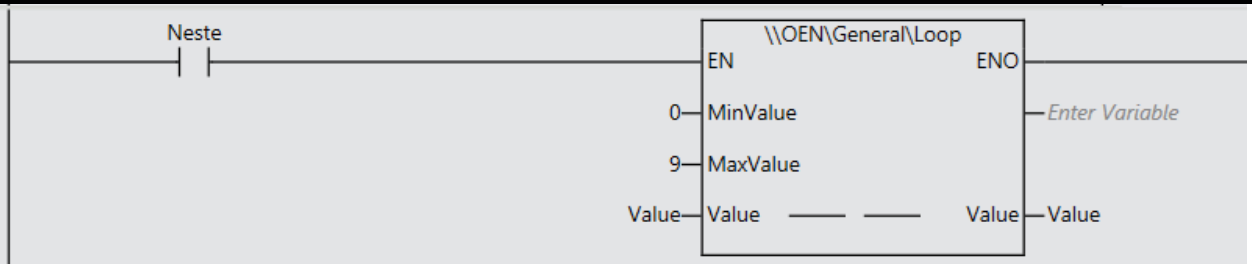 Neste
\\OEN\General\Loop
EN ENO
0 MinValue Enter Variable
9 MaxValue
Value Value Value Value